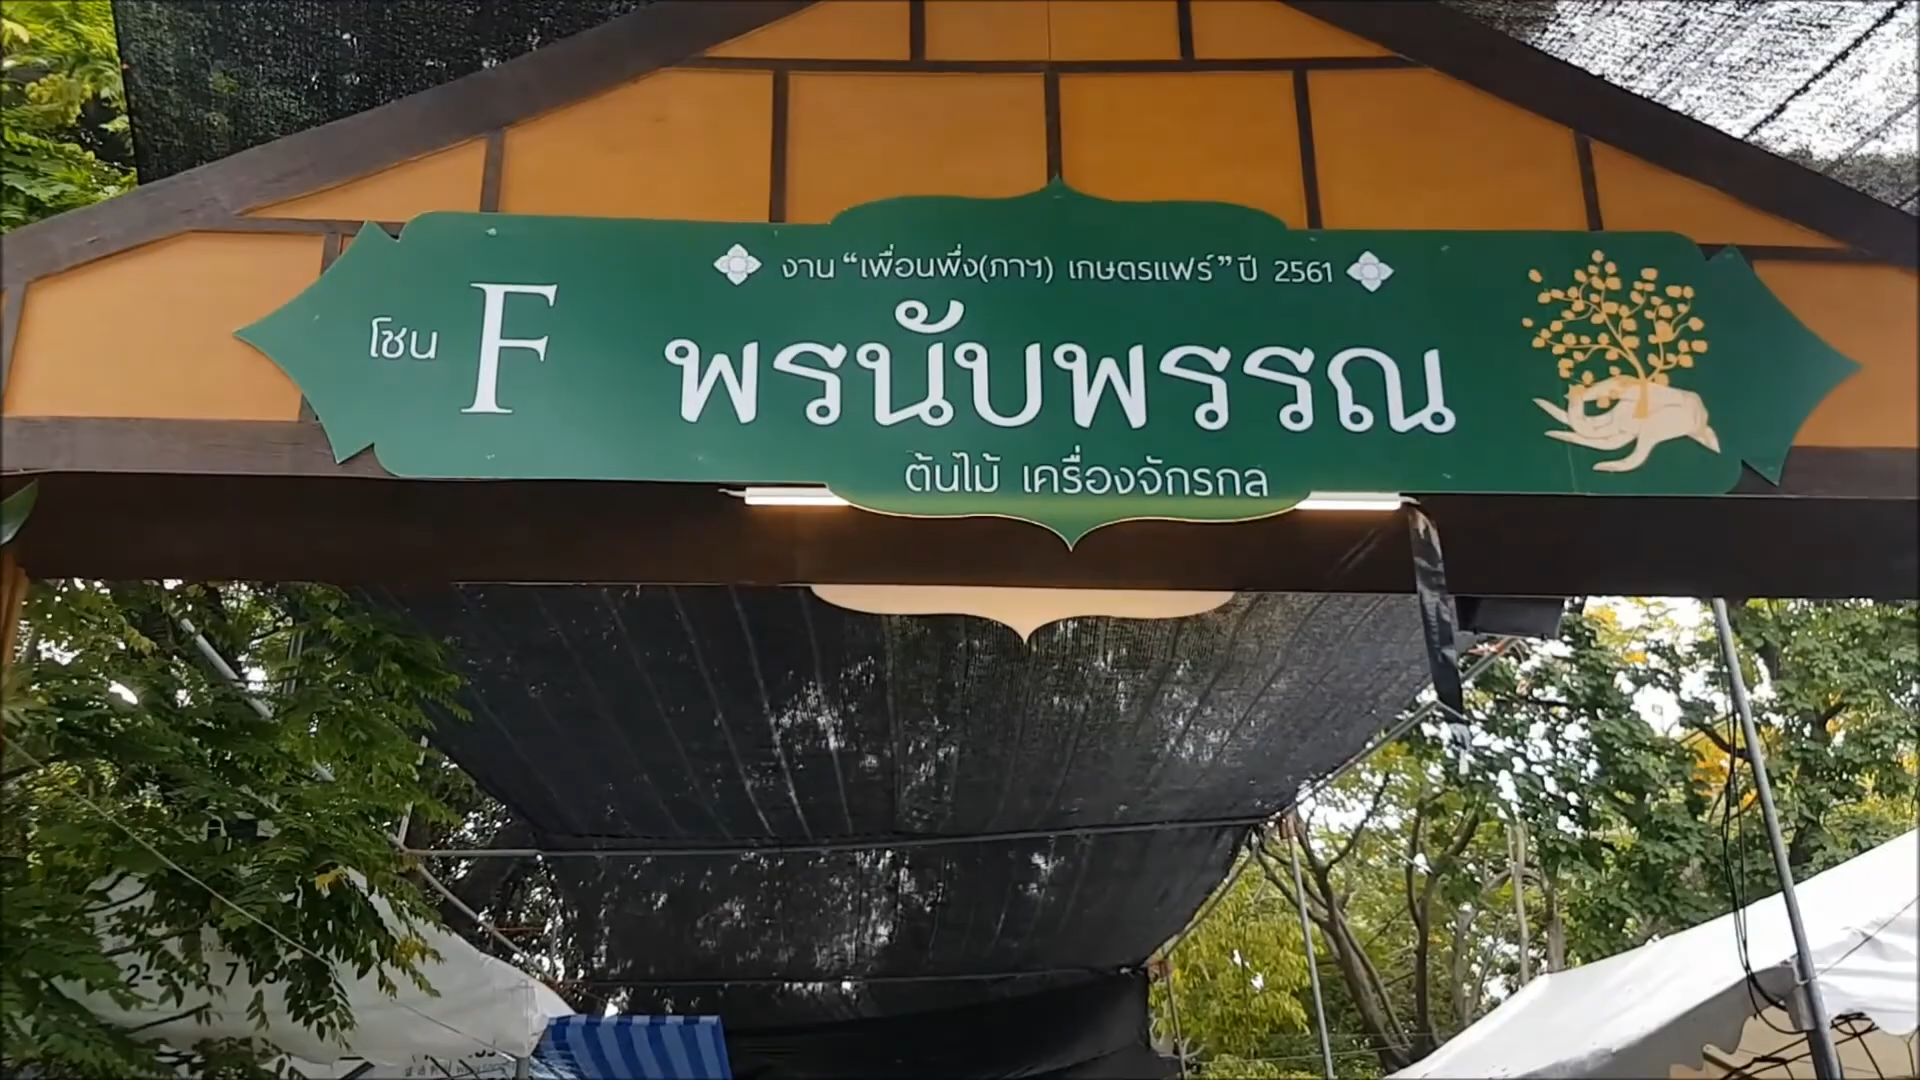 งาน “เพื่อนพึ่ง(ภาฯ) เกษตรแฟร์” ปี 2561
โซน F พรนับพรรณ
ต้นไม้ เครื่องจักรกล